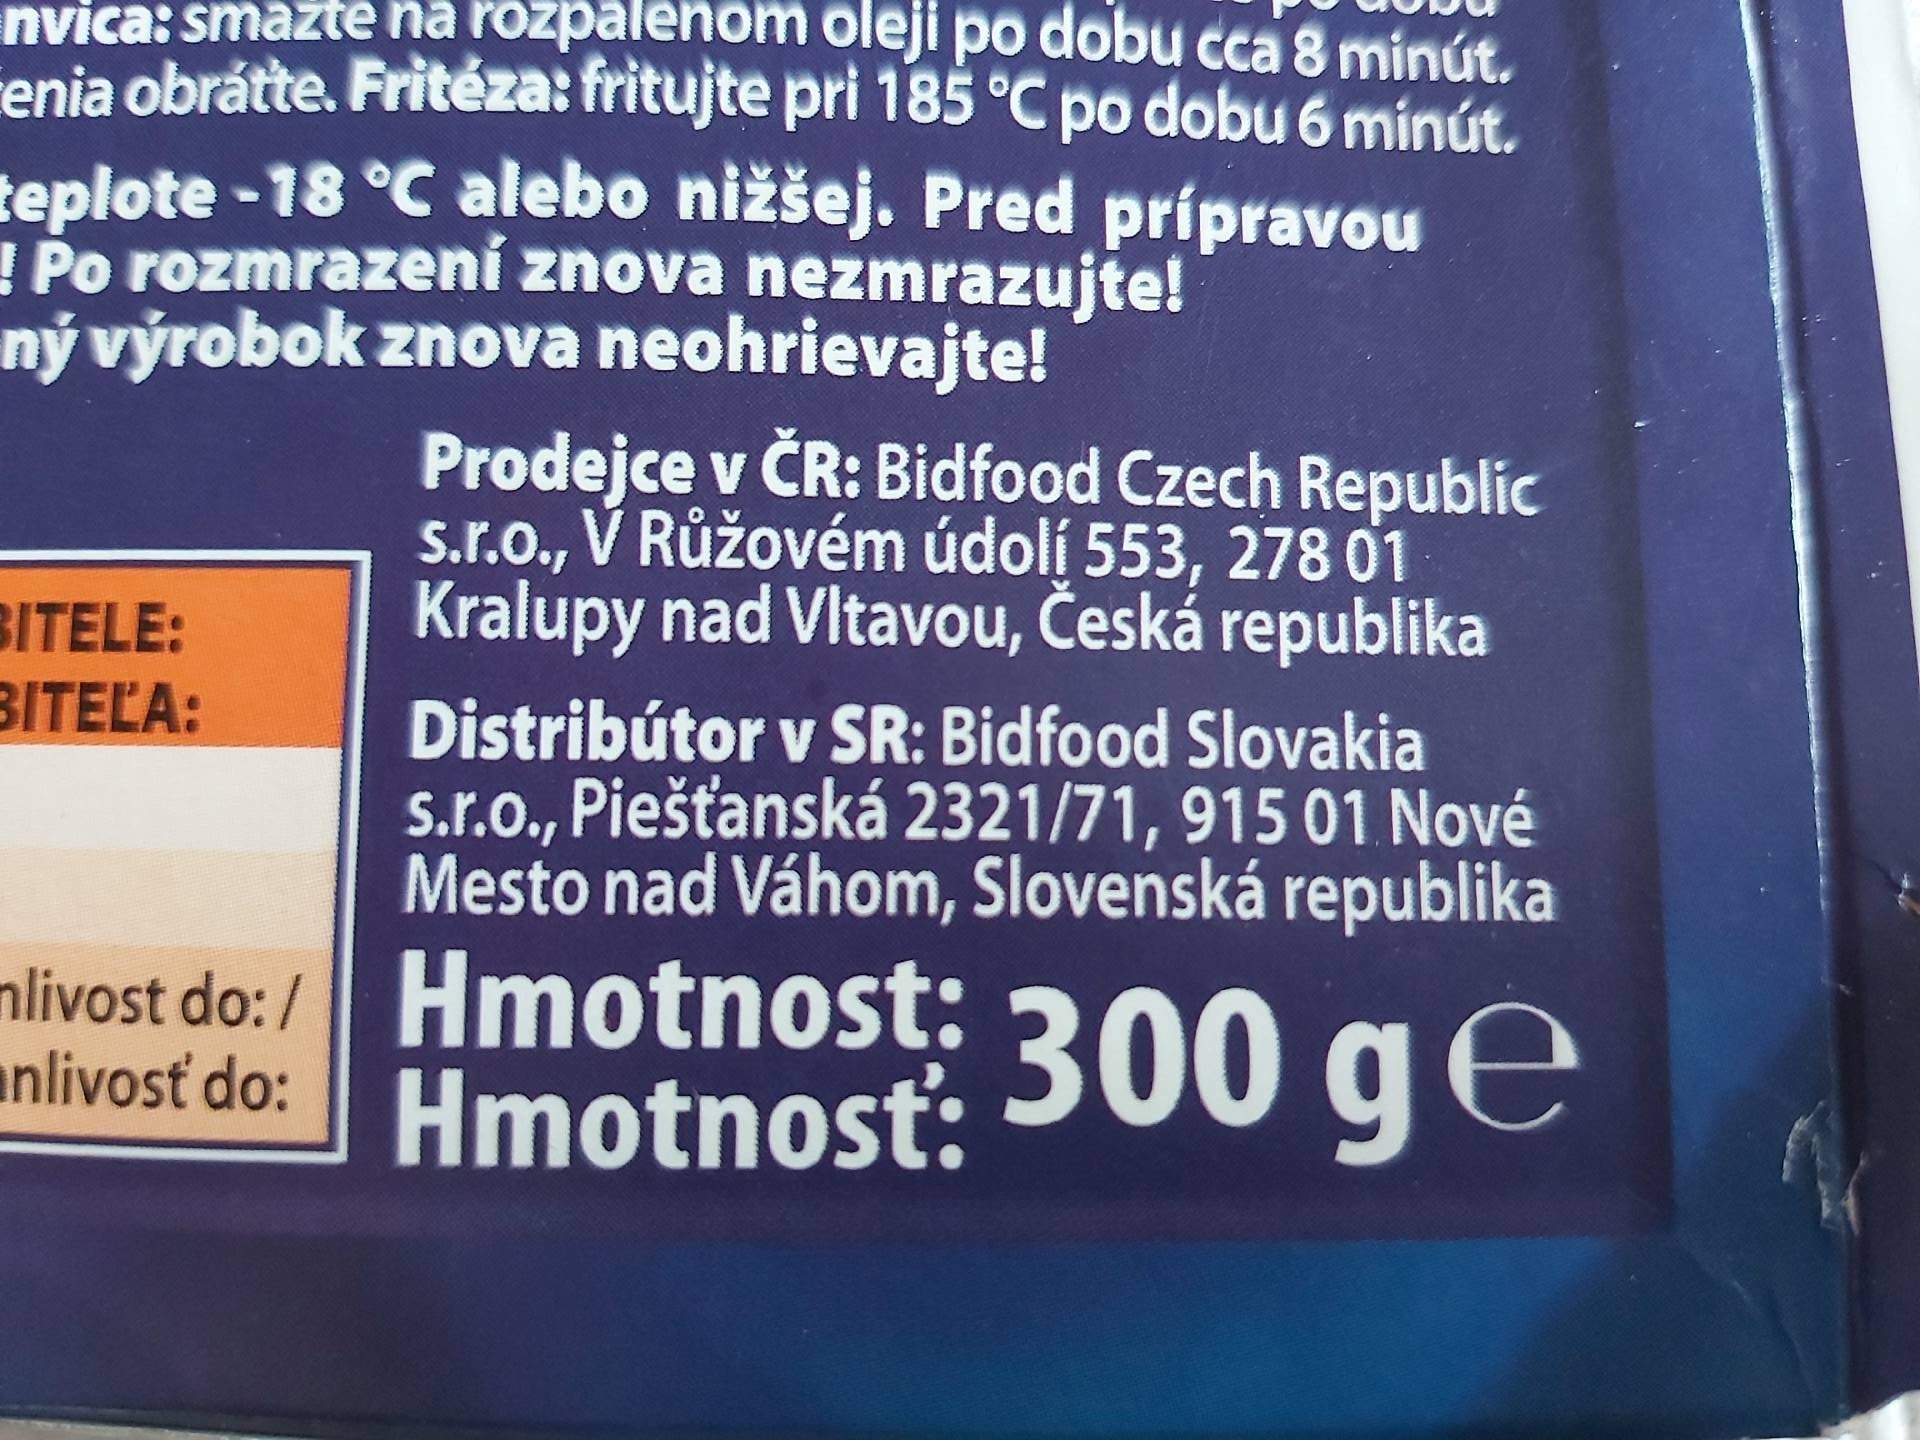 smažte na rozpálenom oleji po dobu cca 8 minút.
obráťte. Fritéza: fritujte pri 185 °C po dobu 6 minút.
teplote -18 °C alebo nižšej. Pred prípravou
! Po rozmrazení znova nezmrazujte!
ný výrobok znova neohrievajte!
Prodejce v ČR: Bidfood Czech Republic
s.r.o., V Růžovém údolí 553, 278 01
Kralupy nad Vltavou, Česká republika
BITELE:
BITEĽA:
Distribútor v SR: Bidfood Slovakia
s.r.o., Piešťanská 2321/71, 915 01 Nové
Mesto nad Váhom, Slovenská republika
nlivost do: /
anlivosť do:
Hmotnost:
Hmotnosť:
300 g ℮